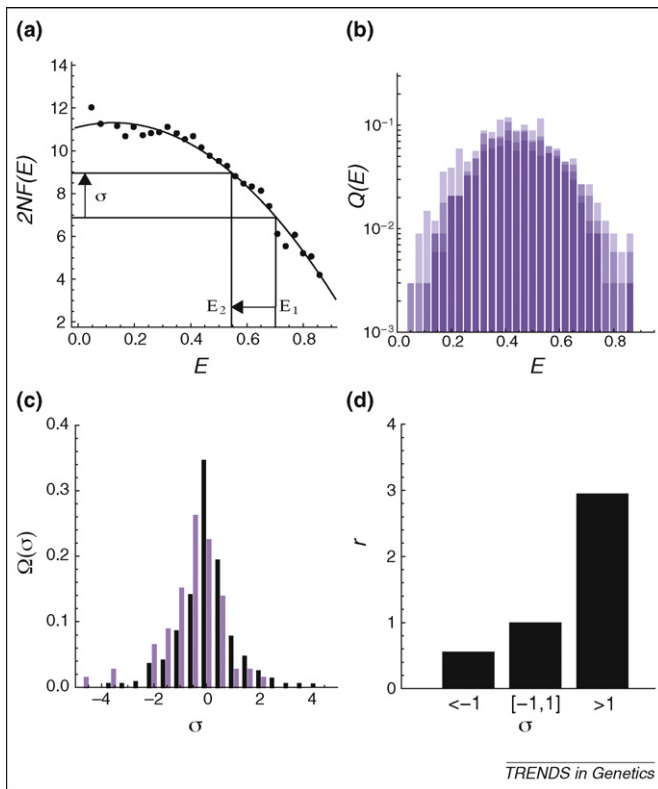 (a)
14
12
10
8
6
4
2
2NF(E)
σ
E2
E1
0.0 0.2 0.4 0.6 0.8
E
(b)
10−1
10−2
10−3
Q(E)
0.0 0.2 0.4 0.6 0.8
E
(c)
0.4
0.3
0.2
0.1
0.0
Ω(σ)
−4 −2 0 2 4
σ
(d)
4
3
2
1
0
r
<−1 [−1,1] >1
σ
TRENDS in Genetics